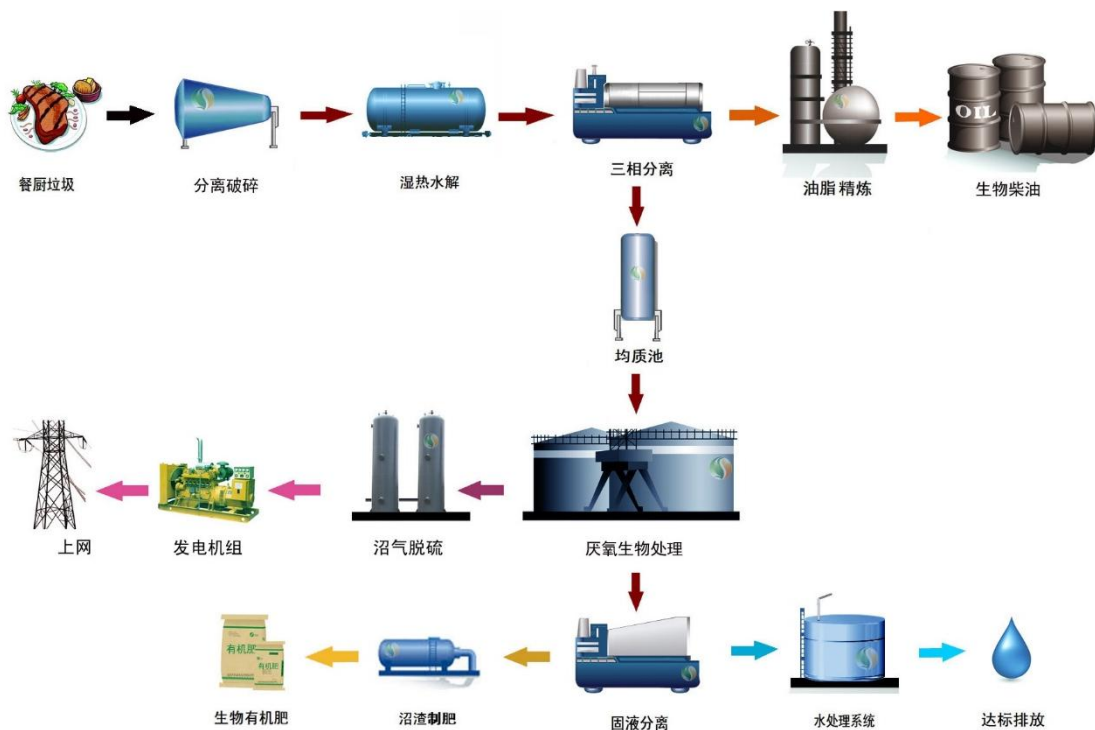 餐厨垃圾
分离破碎
湿热水解
三相分离
油脂 精炼
OIL
生物柴油
均质池
上网
发电机组
沼气脱硫
厌氧生物处理
有机肥
有机肥
生物有机肥
沼渣制肥
固液分离
水处理系统
达标排放